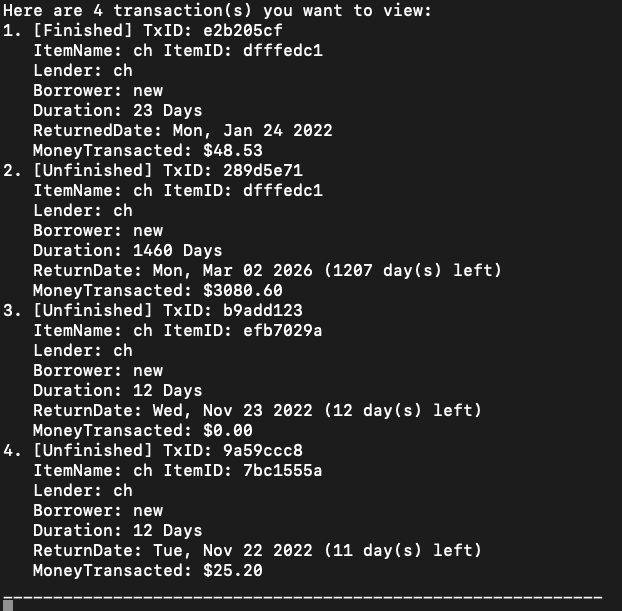 Here are 4 transaction(s) you want to view:
1. [Finished] TxID: e2b205cf
   ItemName: ch ItemID: dfffedc1
   Lender: ch
   Borrower: new
   Duration: 23 Days
   ReturnedDate: Mon, Jan 24 2022
   MoneyTransacted: $48.53
2. [Unfinished] TxID: 289d5e71
   ItemName: ch ItemID: dfffedc1
   Lender: ch
   Borrower: new
   Duration: 1460 Days
   ReturnDate: Mon, Mar 02 2026 (1207 day(s) left)
   MoneyTransacted: $3080.60
3. [Unfinished] TxID: b9add123
   ItemName: ch ItemID: efb7029a
   Lender: ch
   Borrower: new
   Duration: 12 Days
   ReturnDate: Wed, Nov 23 2022 (12 day(s) left)
   MoneyTransacted: $0.00
4. [Unfinished] TxID: 9a59ccc8
   ItemName: ch ItemID: 7bc1555a
   Lender: ch
   Borrower: new
   Duration: 12 Days
   ReturnDate: Tue, Nov 22 2022 (11 day(s) left)
   MoneyTransacted: $25.20
____________________________________________________________